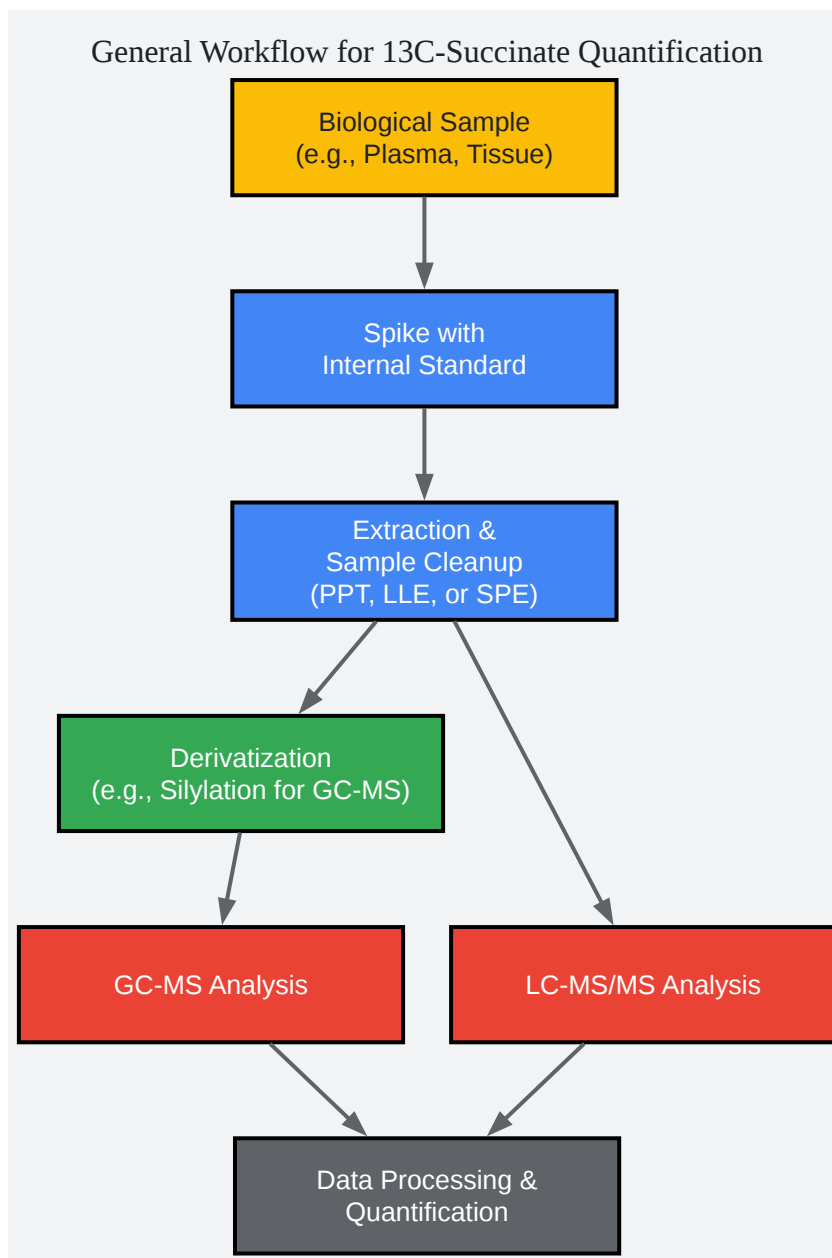 General Workflow for 13C-Succinate Quantification
Biological Sample
(e.g., Plasma, Tissue)
Spike with
Internal Standard
Extraction &
Sample Cleanup
(PPT, LLE, or SPE)
Derivatization
(e.g., Silylation for GC-MS)
GC-MS Analysis
LC-MS/MS Analysis
Data Processing &
Quantification